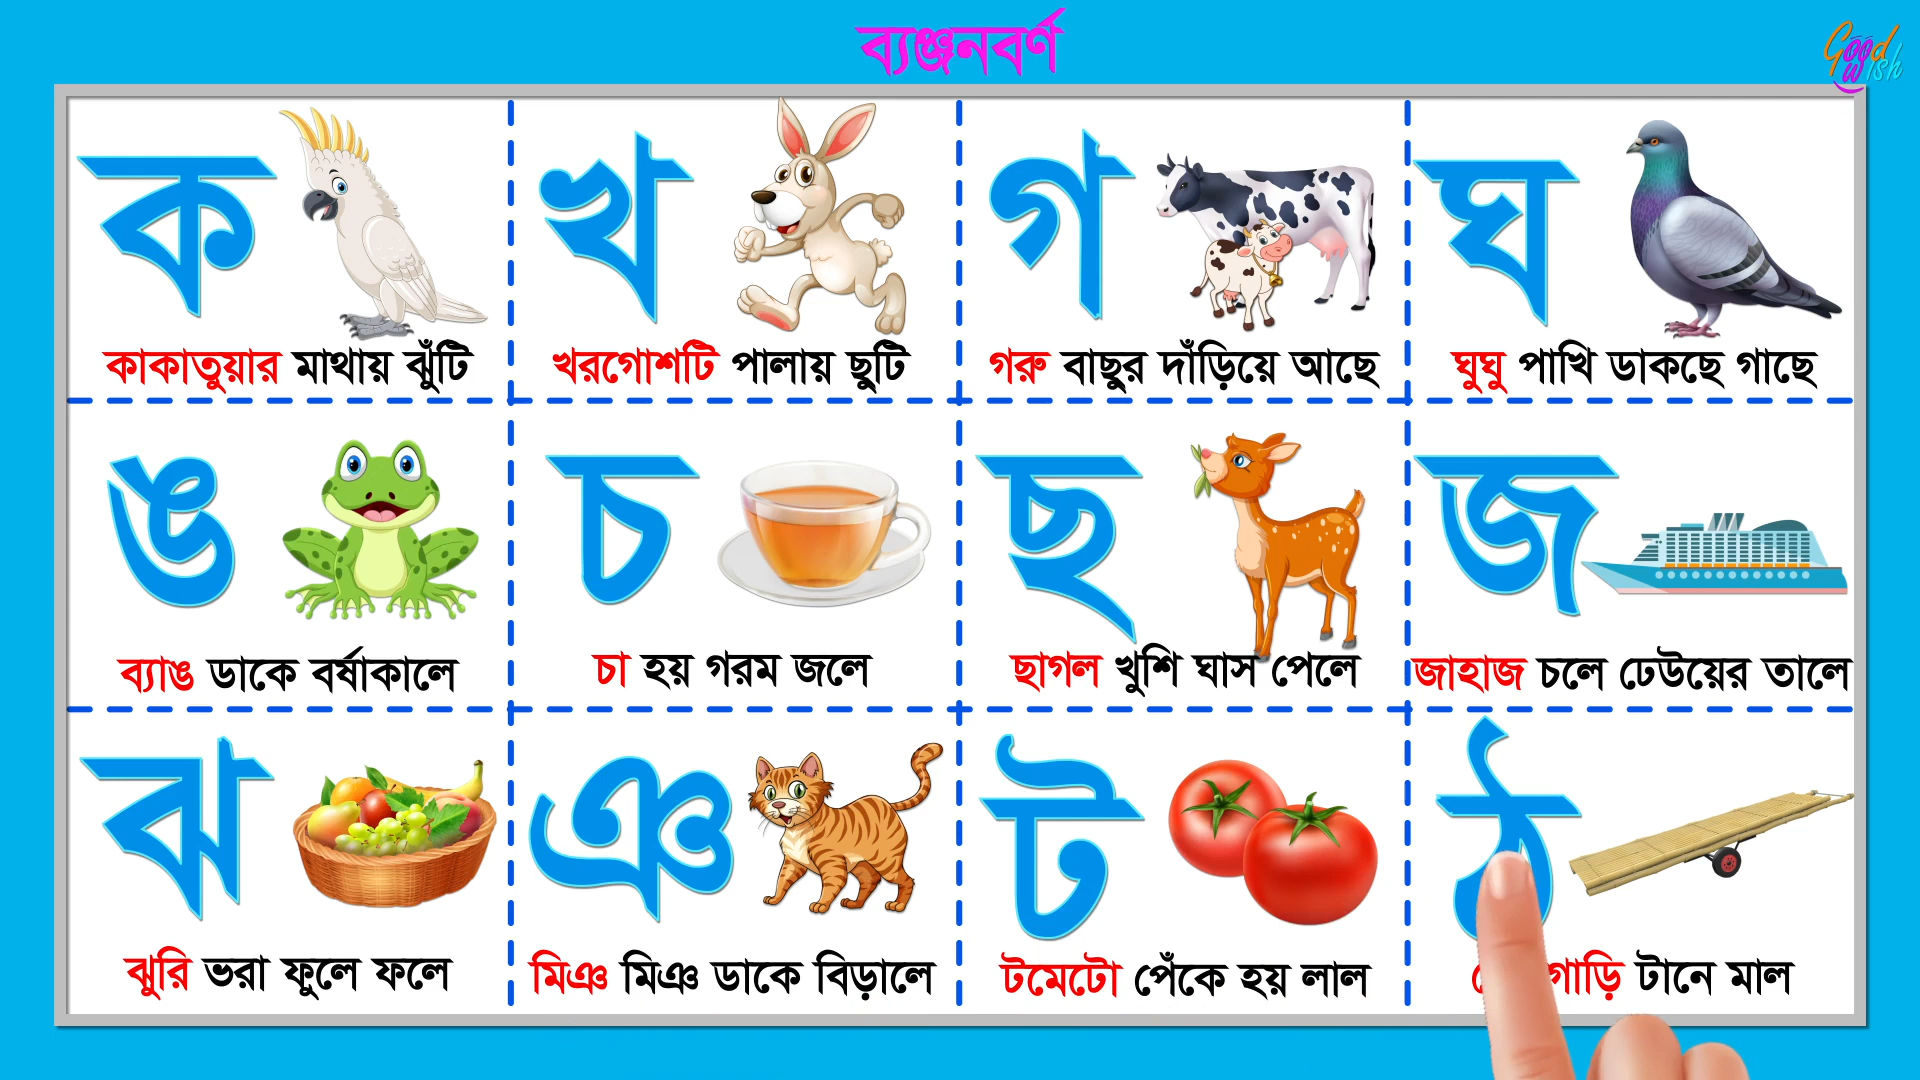 ব্যঞ্জনবর্ণ
Good Wish
ক
কাকাতুয়ার মাথায় ঝুঁটি
খ
খরগোশটি পালায় ছুটি
গ
গরু বাছুর দাঁড়িয়ে আছে
ঘ
ঘুঘু পাখি ডাকছে গাছে
ঙ
ব্যাঙ ডাকে বর্ষাকালে
চ
চা হয় গরম জলে
ছ
ছাগল খুশি ঘাস পেলে
জ
জাহাজ চলে ঢেউয়ের তালে
ঝ
ঝুরি ভরা ফুলে ফলে
ঞ
মিঞ মিঞ ডাকে বিড়ালে
ট
টমেটো পেঁকে হয় লাল
ঠ
গাড়ি টানে মাল